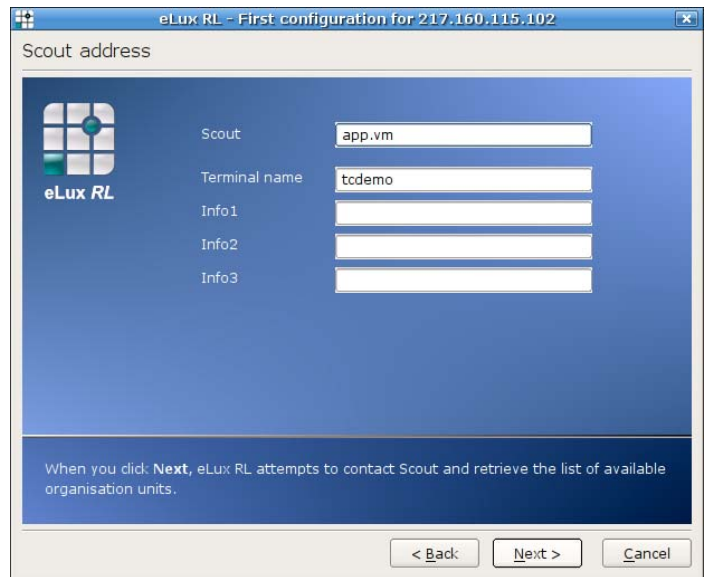 eLux RL - First configuration for 217.160.115.102
Scout address
eLux RL
Scout app.vm
Terminal name tcdemo
Info1
Info2
Info3
When you click Next, eLux RL attempts to contact Scout and retrieve the list of available
organisation units.
< Back Next > Cancel